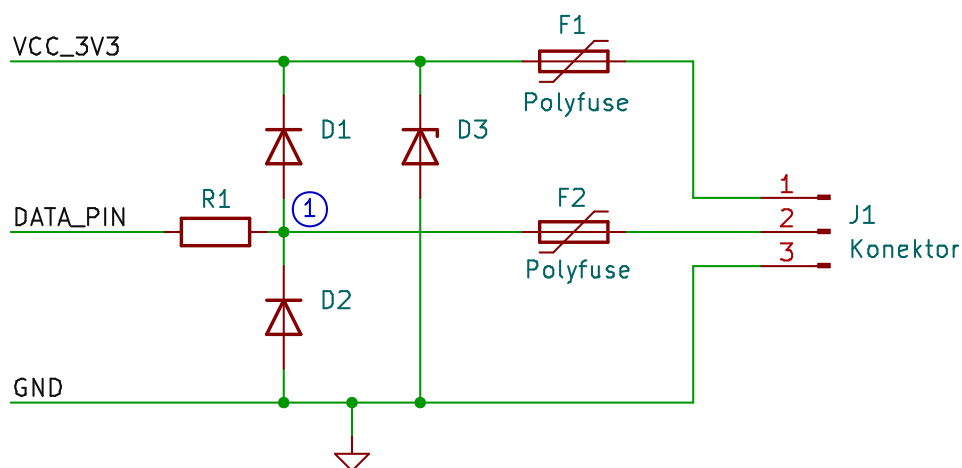 F1
VCC_3V3
Polyfuse
D1
D3
1
R1
1
F2
DATA_PIN
2
J1
3
Konektor
Polyfuse
D2
GND